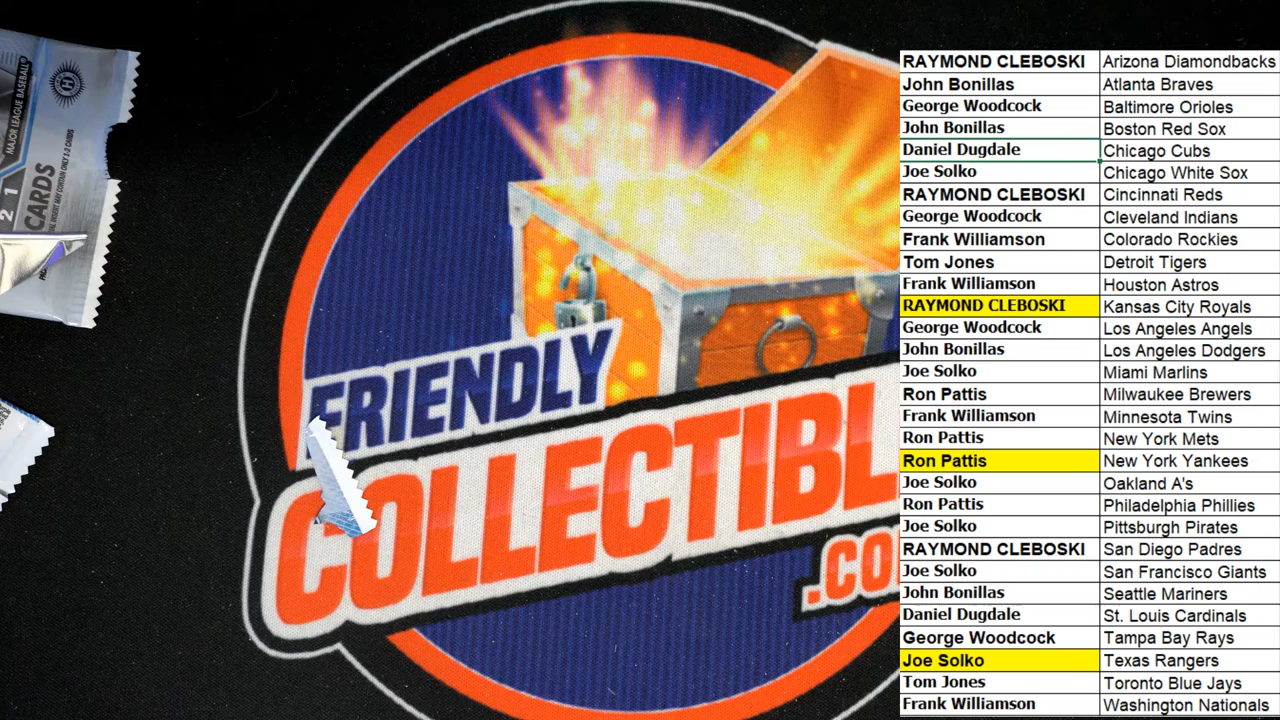 MAJOR LEAGUE BASEBALL
2 1
CARDS
FRIENDLY
COLLECTIBL
.CO
RAYMOND CLEBOSKI Arizona Diamondbacks
John Bonillas Atlanta Braves
George Woodcock Baltimore Orioles
John Bonillas Boston Red Sox
Daniel Dugdale Chicago Cubs
Joe Solko Chicago White Sox
RAYMOND CLEBOSKI Cincinnati Reds
George Woodcock Cleveland Indians
Frank Williamson Colorado Rockies
Tom Jones Detroit Tigers
Frank Williamson Houston Astros
RAYMOND CLEBOSKI Kansas City Royals
George Woodcock Los Angeles Angels
John Bonillas Los Angeles Dodgers
Joe Solko Miami Marlins
Ron Pattis Milwaukee Brewers
Frank Williamson Minnesota Twins
Ron Pattis New York Mets
Ron Pattis New York Yankees
Joe Solko Oakland A's
Ron Pattis Philadelphia Phillies
Joe Solko Pittsburgh Pirates
RAYMOND CLEBOSKI San Diego Padres
Joe Solko San Francisco Giants
John Bonillas Seattle Mariners
Daniel Dugdale St. Louis Cardinals
George Woodcock Tampa Bay Rays
Joe Solko Texas Rangers
Tom Jones Toronto Blue Jays
Frank Williamson Washington Nationals